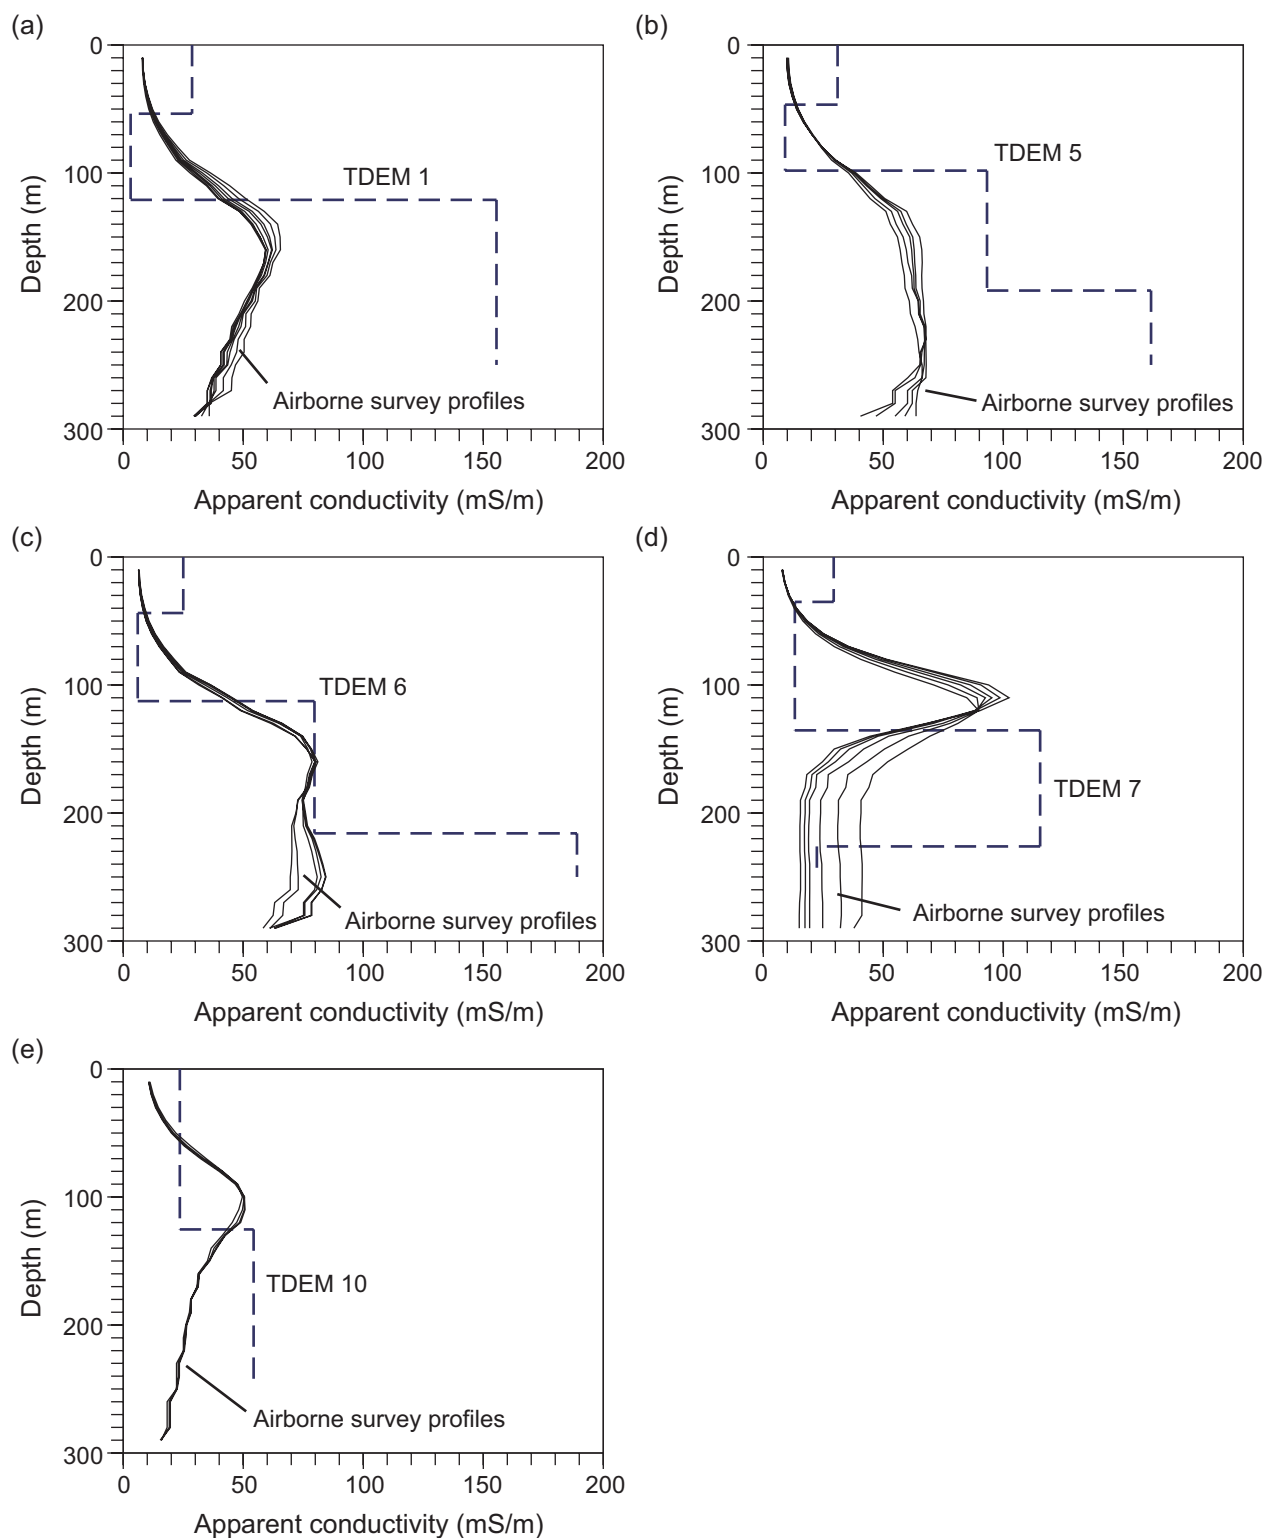 (a)
0
100
200
300
Depth (m)
TDEM 1
Airborne survey profiles
0 50 100 150 200
Apparent conductivity (mS/m)
(b)
0
100
200
300
Depth (m)
TDEM 5
Airborne survey profiles
0 50 100 150 200
Apparent conductivity (mS/m)
(c)
0
100
200
300
Depth (m)
TDEM 6
Airborne survey profiles
0 50 100 150 200
Apparent conductivity (mS/m)
(d)
0
100
200
300
Depth (m)
TDEM 7
Airborne survey profiles
0 50 100 150 200
Apparent conductivity (mS/m)
(e)
0
100
200
300
Depth (m)
TDEM 10
Airborne survey profiles
0 50 100 150 200
Apparent conductivity (mS/m)